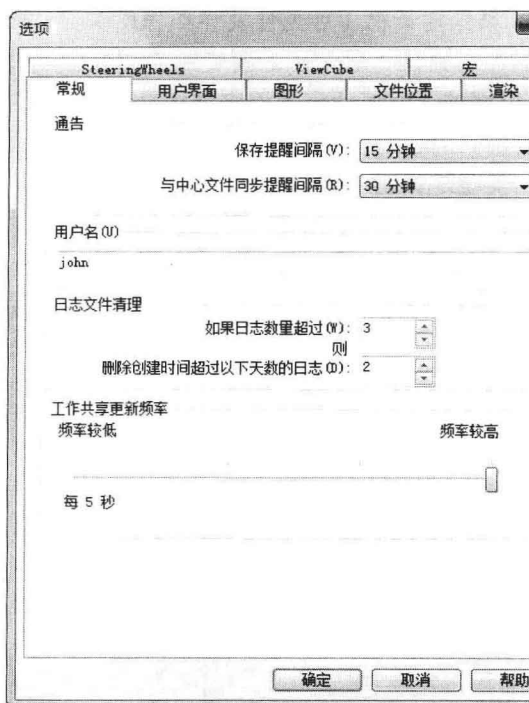 选项
SteeringWheels ViewCube 宏
常规 用户界面 图形 文件位置 渲染
通告
保存提醒间隔(V): 15 分钟
与中心文件同步提醒间隔(R): 30 分钟
用户名(U)
john
日志文件清理
如果日志数量超过(W): 3
则
删除创建时间超过以下天数的日志(D): 2
工作共享更新频率
频率较低 频率较高
每 5 秒
确定 取消 帮助